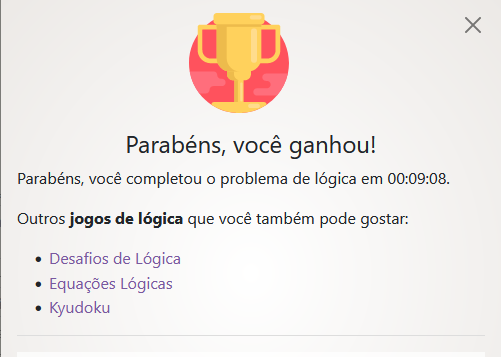 Parabéns, você ganhou!
Parabéns, você completou o problema de lógica em 00:09:08.
Outros jogos de lógica que você também pode gostar:
Desafios de Lógica
Equações Lógicas
Kyudoku